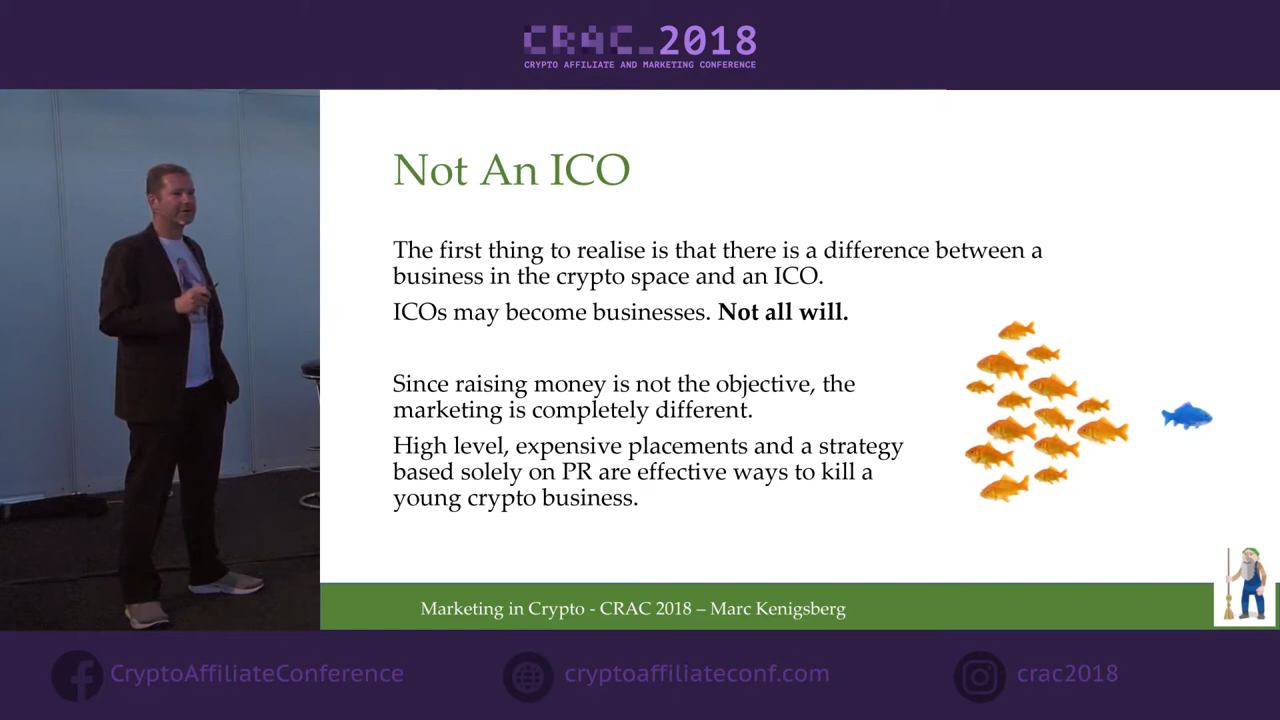 CRAC_2018
CRYPTO AFFILIATE AND MARKETING CONFERENCE
Not An ICO
The first thing to realise is that there is a difference between a
business in the crypto space and an ICO.
ICOs may become businesses. Not all will.
Since raising money is not the objective, the
marketing is completely different.
High level, expensive placements and a strategy
based solely on PR are effective ways to kill a
young crypto business.
Marketing in Crypto - CRAC 2018 – Marc Kenigsberg
CryptoAffiliateConference
cryptoaffiliateconf.com
crac2018